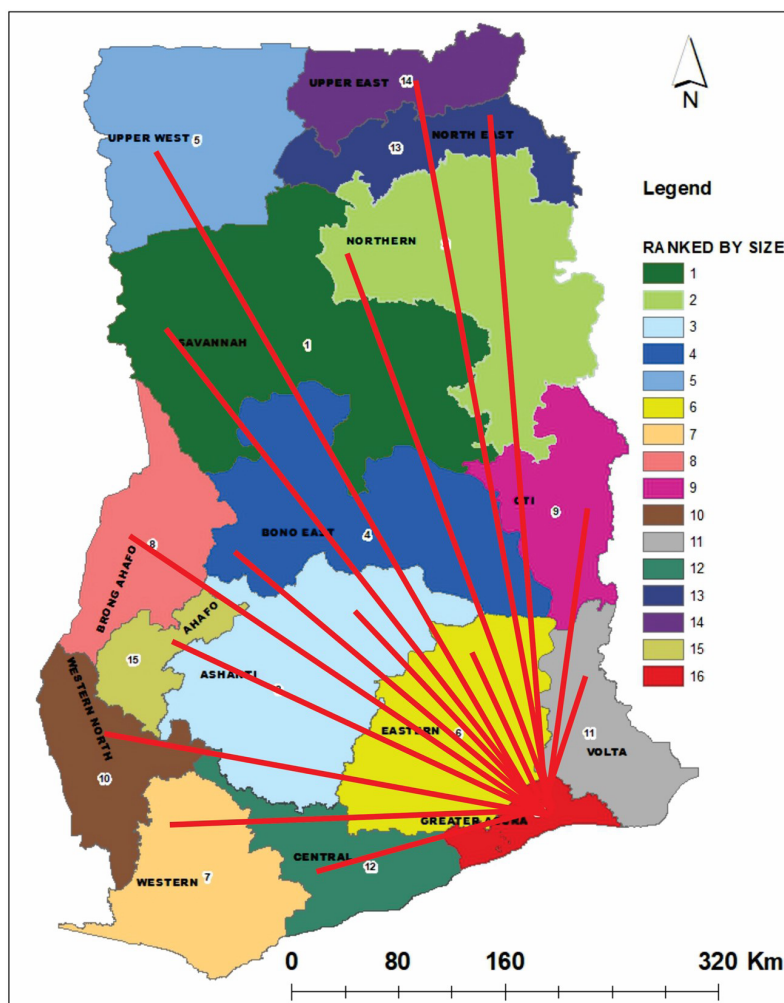 UPPER EAST
14
UPPER WEST
5
NORTH EAST
13
N
Legend
NORTHERN
RANKED BY SIZE
1
2
3
4
5
6
7
8
9
10
11
12
13
14
15
16
SAVANNAH
1
OTI
9
BONO EAST
4
8
BRONG AHAFO
AHAFO
15
ASHANTI
WESTERN NORTH
10
EASTERN
6
11
VOLTA
GREATER ACCRA
CENTRAL
12
WESTERN
7
0 80 160 320 Km